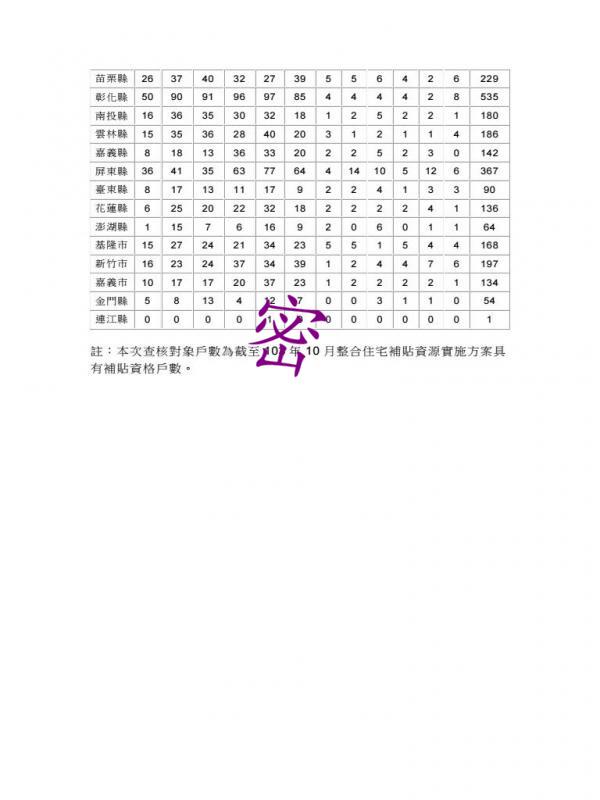 苗栗縣 26 37 40 32 27 39 5 5 6 4 2 6 229
彰化縣 50 90 91 96 97 85 4 4 4 4 2 8 535
南投縣 16 36 35 30 32 18 1 2 5 2 2 1 180
雲林縣 15 35 36 28 40 20 3 1 2 1 1 4 186
嘉義縣 8 18 13 36 33 20 2 2 5 2 3 0 142
屏東縣 36 41 35 63 77 64 4 14 10 5 12 6 367
臺東縣 8 17 13 11 17 9 2 2 4 1 3 3 90
花蓮縣 6 25 20 22 32 18 2 2 2 2 4 1 136
澎湖縣 1 15 7 6 16 9 2 0 6 0 1 1 64
基隆市 15 27 24 21 34 23 5 5 1 5 4 4 168
新竹市 16 23 24 37 34 39 1 2 4 4 7 6 197
嘉義市 10 17 17 20 37 23 1 2 2 2 2 1 134
金門縣 5 8 13 4 12 7 0 0 3 1 1 0 54
連江縣 0 0 0 0 1 0 0 0 0 0 0 0 1
密
註：本次查核對象戶數為截至 年 10 月整合住宅補貼資源實施方案具
有補貼資格戶數。